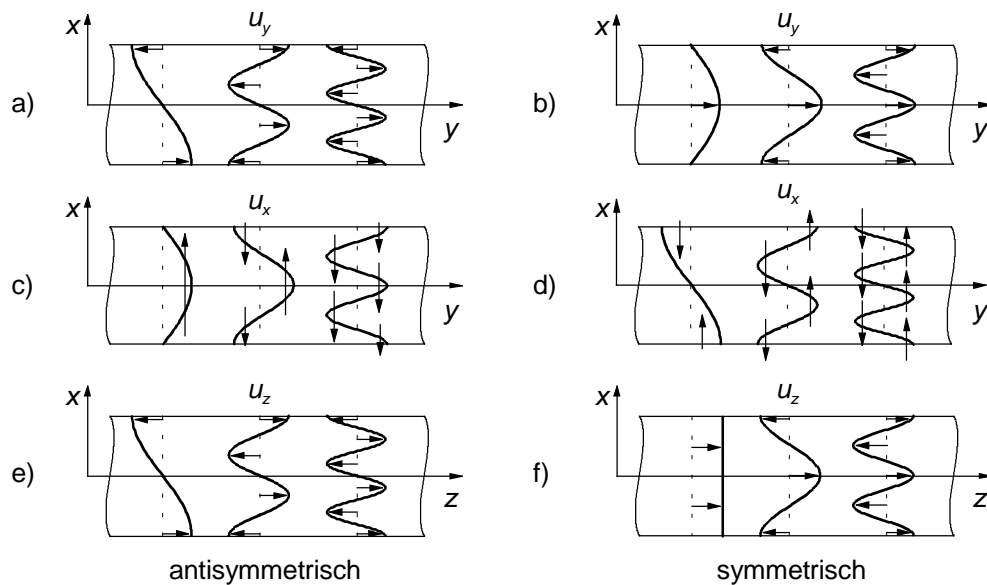 x u_y x u_y
a) y b) y
x u_x x u_x
c) y d) y
x u_z x u_z
e) z f) z
antisymmetrisch symmetrisch